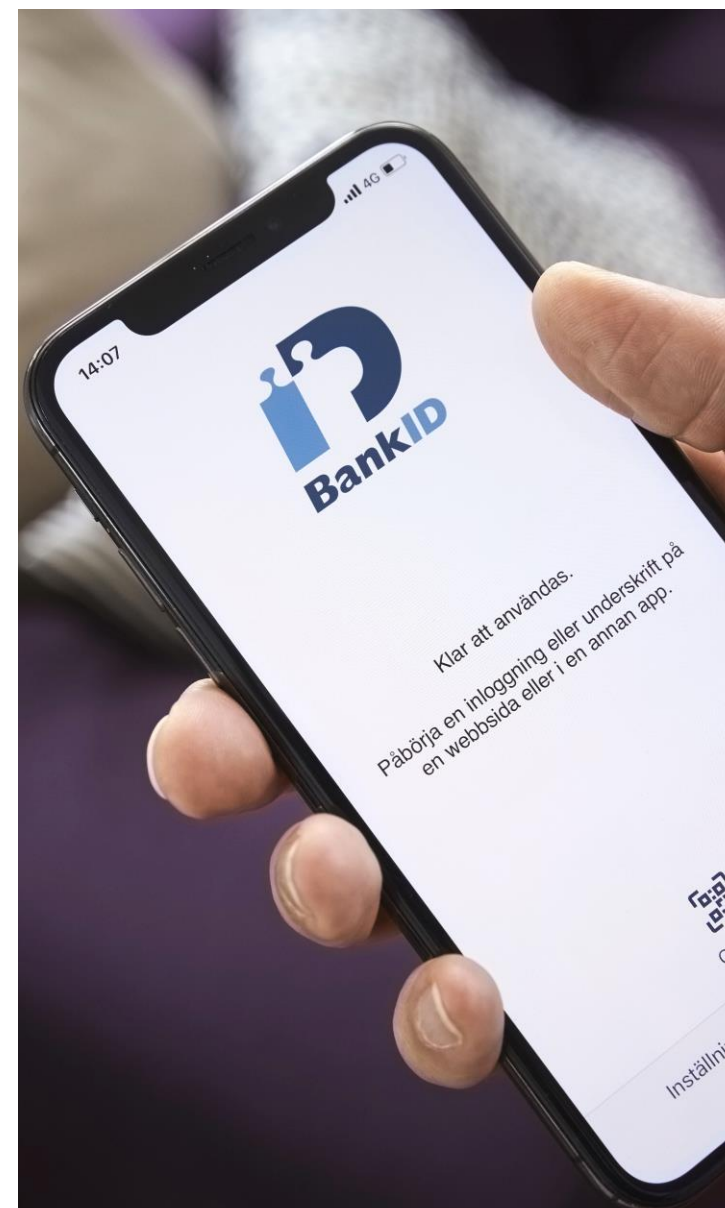 14:07
4G
BankID
Klar att användas.
Påbörja en inloggning eller underskrift på
en webbsida eller i en annan app.